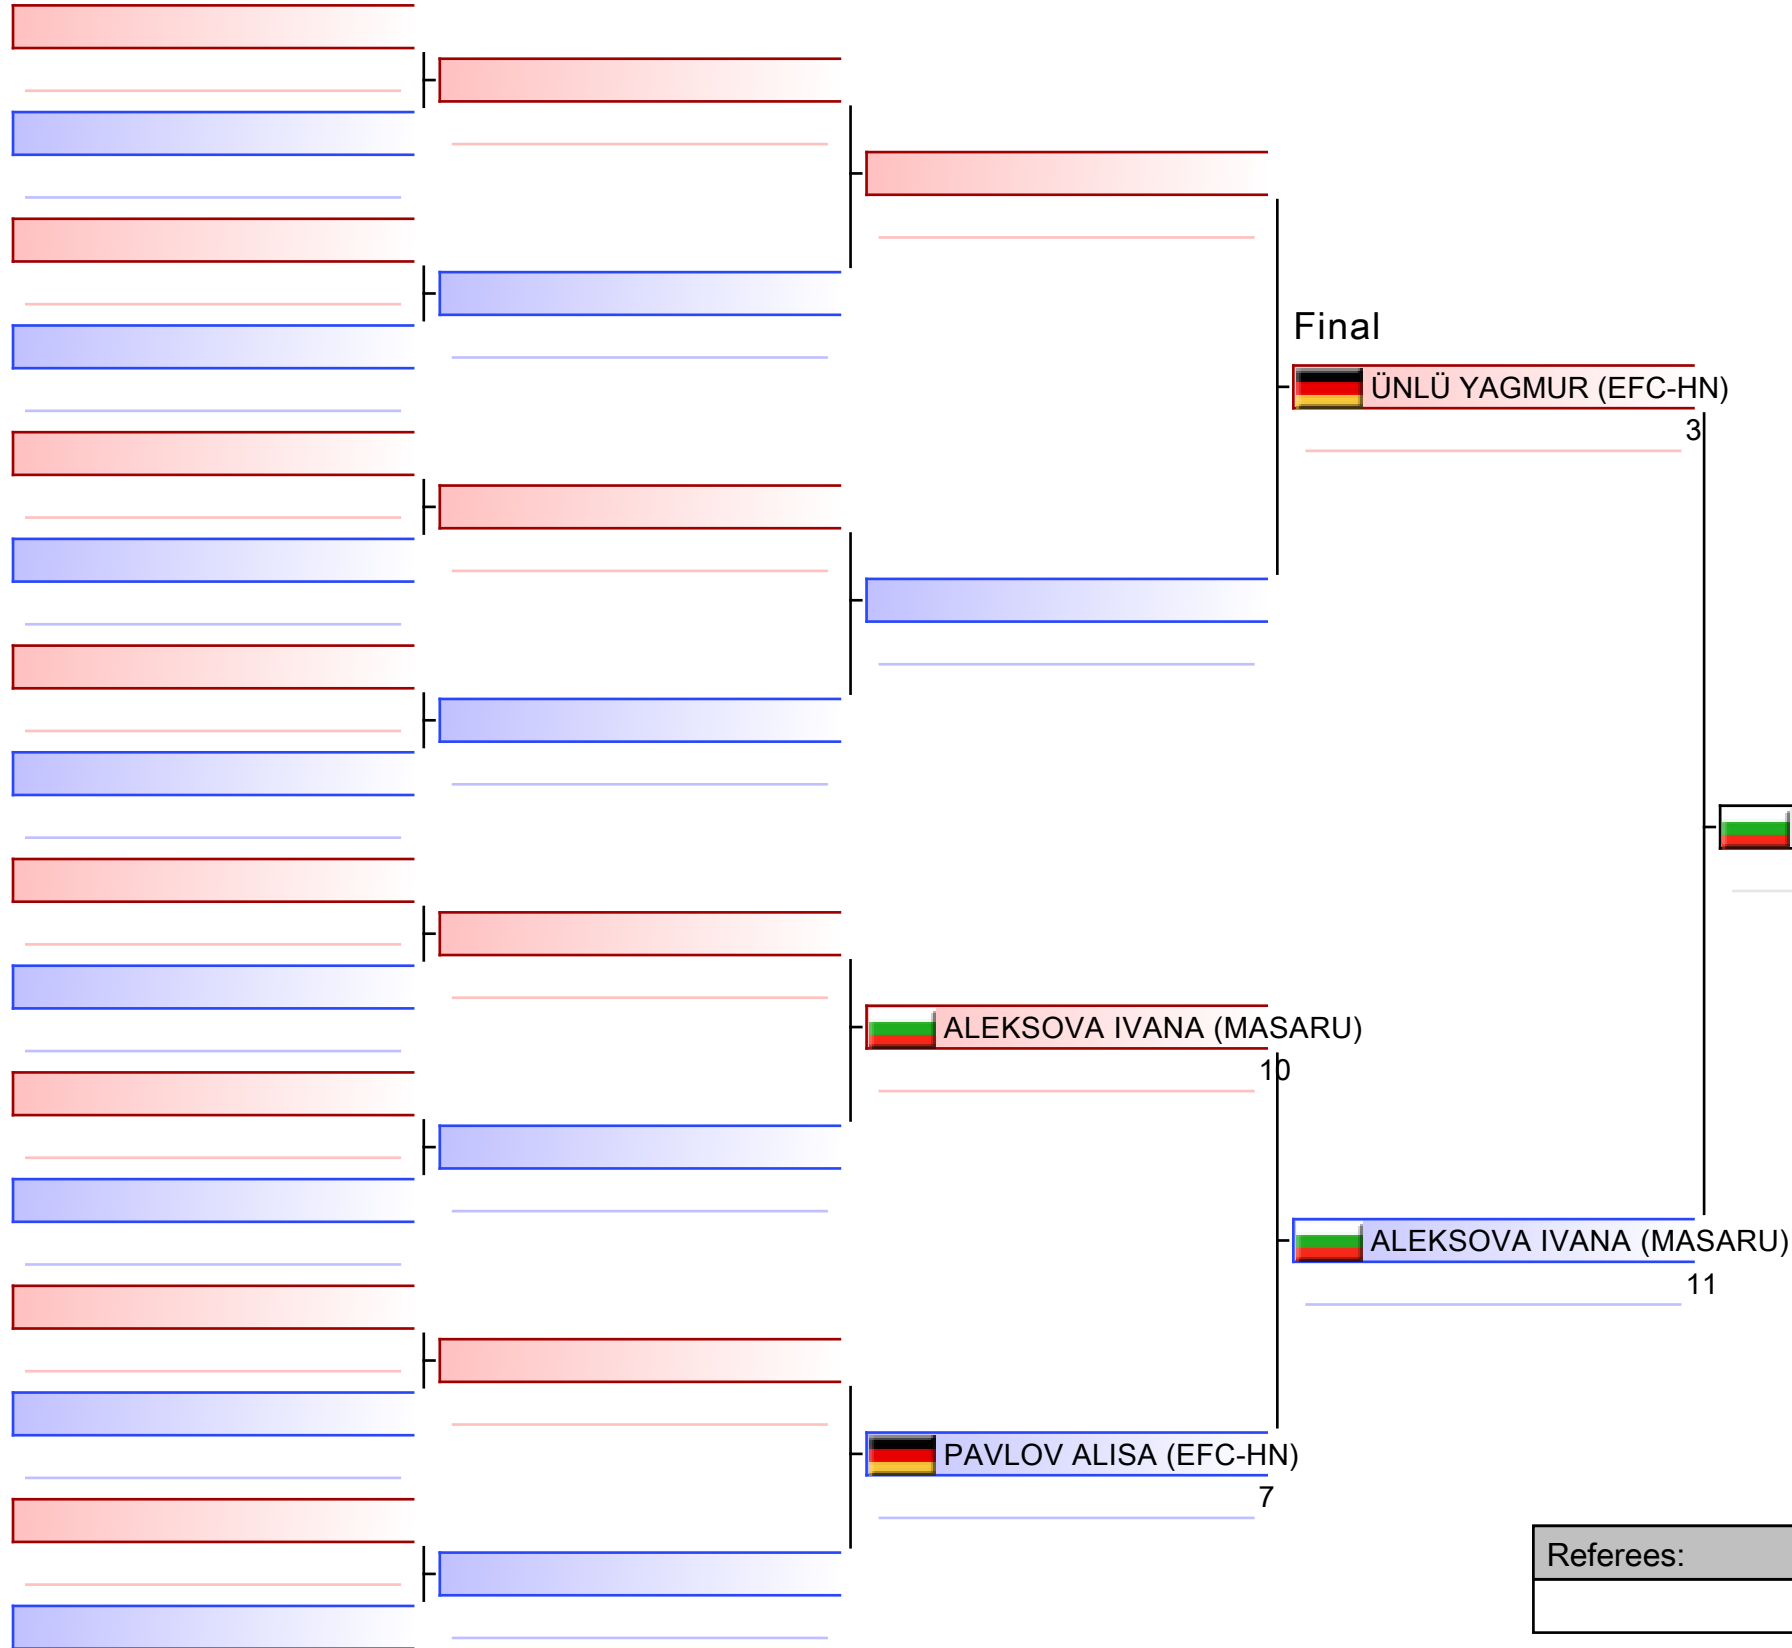 Final
ÜNLÜ YAGMUR (EFC-HN)
3
ALEKSOVA IVANA (MASARU)
10
ALEKSOVA IVANA (MASARU)
11
PAVLOV ALISA (EFC-HN)
7
Referees: